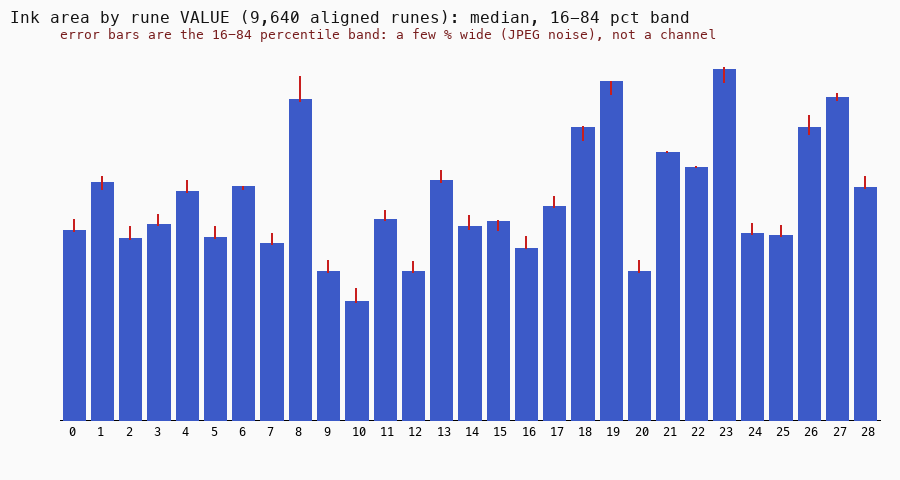 Ink area by rune VALUE (9,640 aligned runes): median, 16–84 pct band
error bars are the 16–84 percentile band: a few % wide (JPEG noise), not a channel
0 1 2 3 4 5 6 7 8 9 10 11 12 13 14 15 16 17 18 19 20 21 22 23 24 25 26 27 28